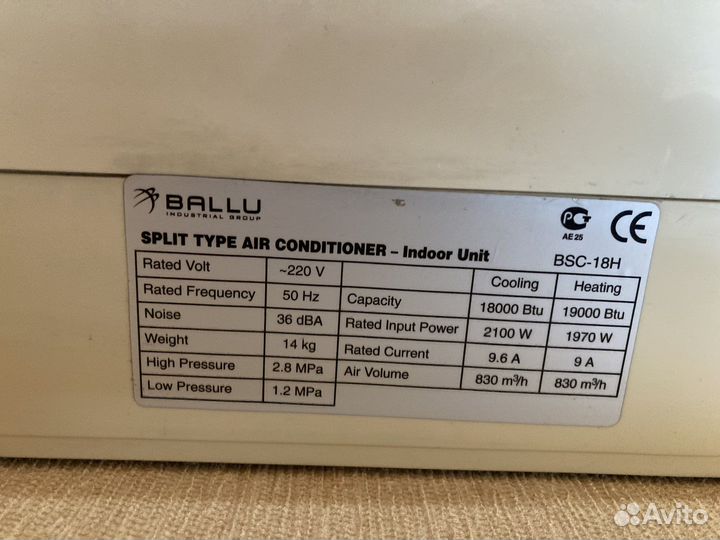 BALLU
INDUSTRIAL GROUP
PG
AE 25
CE
SPLIT TYPE AIR CONDITIONER – Indoor Unit
BSC-18H
Rated Volt ~220 V
Rated Frequency 50 Hz
Noise 36 dBA
Weight 14 kg
High Pressure 2.8 MPa
Low Pressure 1.2 MPa
Cooling Heating
Capacity 18000 Btu 19000 Btu
Rated Input Power 2100 W 1970 W
Rated Current 9.6 A 9 A
Air Volume 830 m³/h 830 m³/h
Avito